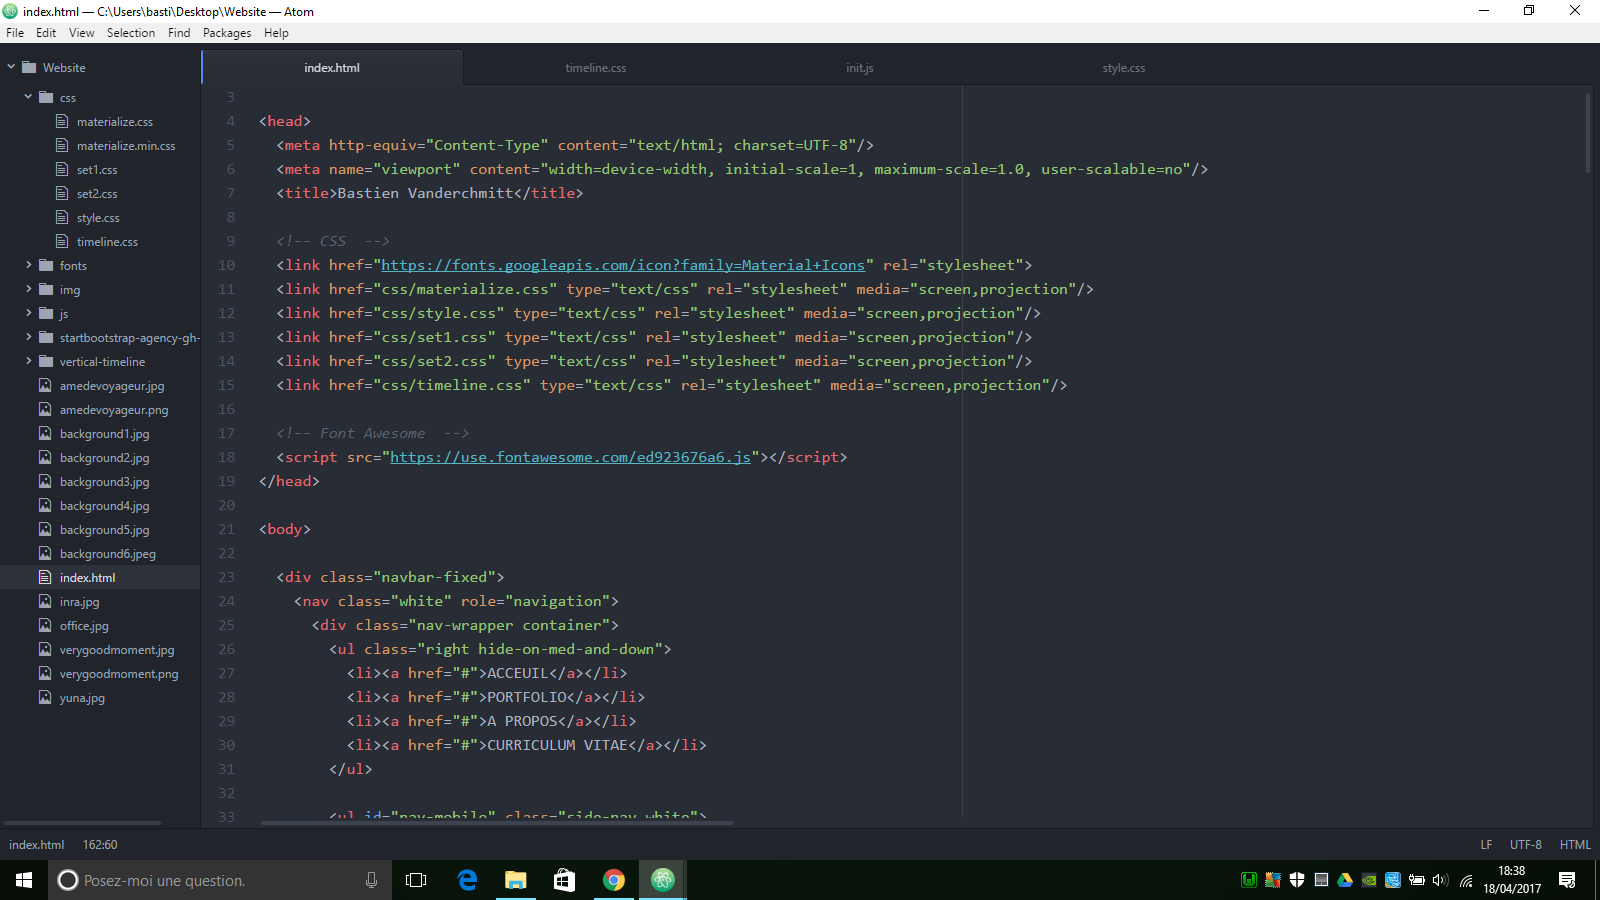 index.html — C:\Users\basti\Desktop\Website — Atom
File Edit View Selection Find Packages Help
Website
css
materialize.css
materialize.min.css
set1.css
set2.css
style.css
timeline.css
fonts
img
js
startbootstrap-agency-gh-
vertical-timeline
amedevoyageur.jpg
amedevoyageur.png
background1.jpg
background2.jpg
background3.jpg
background4.jpg
background5.jpg
background6.jpeg
index.html
inra.jpg
office.jpg
verygoodmoment.jpg
verygoodmoment.png
yuna.jpg
index.html timeline.css init.js style.css
3
4 <head>
5 <meta http-equiv="Content-Type" content="text/html; charset=UTF-8"/>
6 <meta name="viewport" content="width=device-width, initial-scale=1, maximum-scale=1.0, user-scalable=no"/>
7 <title>Bastien Vanderchmitt</title>
8
9 <!-- CSS  -->
10 <link href="https://fonts.googleapis.com/icon?family=Material+Icons" rel="stylesheet">
11 <link href="css/materialize.css" type="text/css" rel="stylesheet" media="screen,projection"/>
12 <link href="css/style.css" type="text/css" rel="stylesheet" media="screen,projection"/>
13 <link href="css/set1.css" type="text/css" rel="stylesheet" media="screen,projection"/>
14 <link href="css/set2.css" type="text/css" rel="stylesheet" media="screen,projection"/>
15 <link href="css/timeline.css" type="text/css" rel="stylesheet" media="screen,projection"/>
16
17 <!-- Font Awesome  -->
18 <script src="https://use.fontawesome.com/ed923676a6.js"></script>
19 </head>
20
21 <body>
22
23 <div class="navbar-fixed">
24 <nav class="white" role="navigation">
25 <div class="nav-wrapper container">
26 <ul class="right hide-on-med-and-down">
27 <li><a href="#">ACCEUIL</a></li>
28 <li><a href="#">PORTFOLIO</a></li>
29 <li><a href="#">A PROPOS</a></li>
30 <li><a href="#">CURRICULUM VITAE</a></li>
31 </ul>
32
33 <ul id="nav-mobile" class="side-nav white">
index.html 162:60 LF UTF-8 HTML
Posez-moi une question.
18:38
18/04/2017